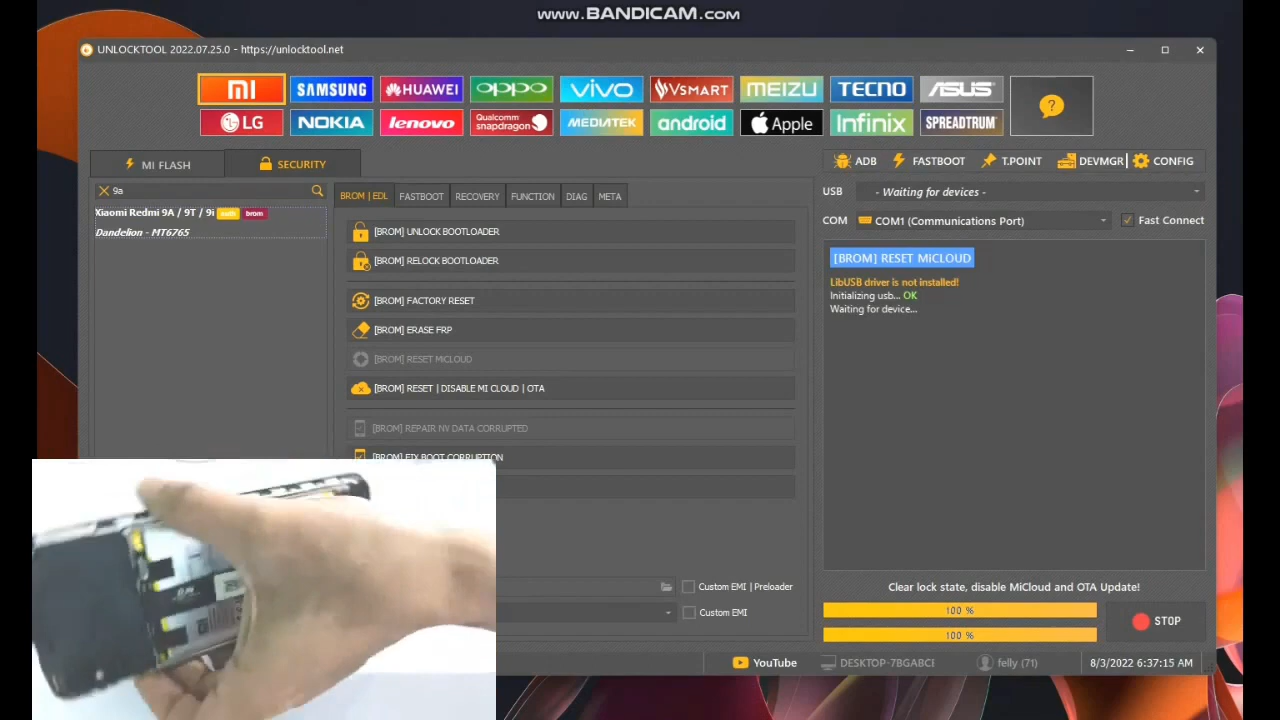 www.BANDICAM.com
UNLOCKTOOL 2022.07.25.0 - https://unlocktool.net
MI
SAMSUNG
HUAWEI
OPPO
VIVO
VSMART
MEIZU
TECNO
ASUS
?
LG
NOKIA
lenovo
Qualcomm snapdragon
MEDIATEK
android
Apple
Infinix
SPREADTRUM
MI FLASH
SECURITY
ADB
FASTBOOT
T.POINT
DEVMGR
CONFIG
9a
BROM | EDL
FASTBOOT
RECOVERY
FUNCTION
DIAG
META
USB
- Waiting for devices -
Xiaomi Redmi 9A / 9T / 9i
brom
Dandelion - MT6765
COM
COM1 (Communications Port)
Fast Connect
[BROM] UNLOCK BOOTLOADER
[BROM] RELOCK BOOTLOADER
[BROM] FACTORY RESET
[BROM] ERASE FRP
[BROM] RESET MICLOUD
[BROM] RESET | DISABLE MI CLOUD | OTA
[BROM] REPAIR NV DATA CORRUPTED
[BROM] FIX BOOT CORRUPTION
[BROM] RESET MiCLOUD
LibUSB driver is not installed!
Initializing usb... OK
Waiting for device...
Custom EMI | Preloader
Custom EMI
Clear lock state, disable MiCloud and OTA Update!
100 %
100 %
STOP
YouTube
DESKTOP-7BGABCI
felly (71)
8/3/2022 6:37:15 AM